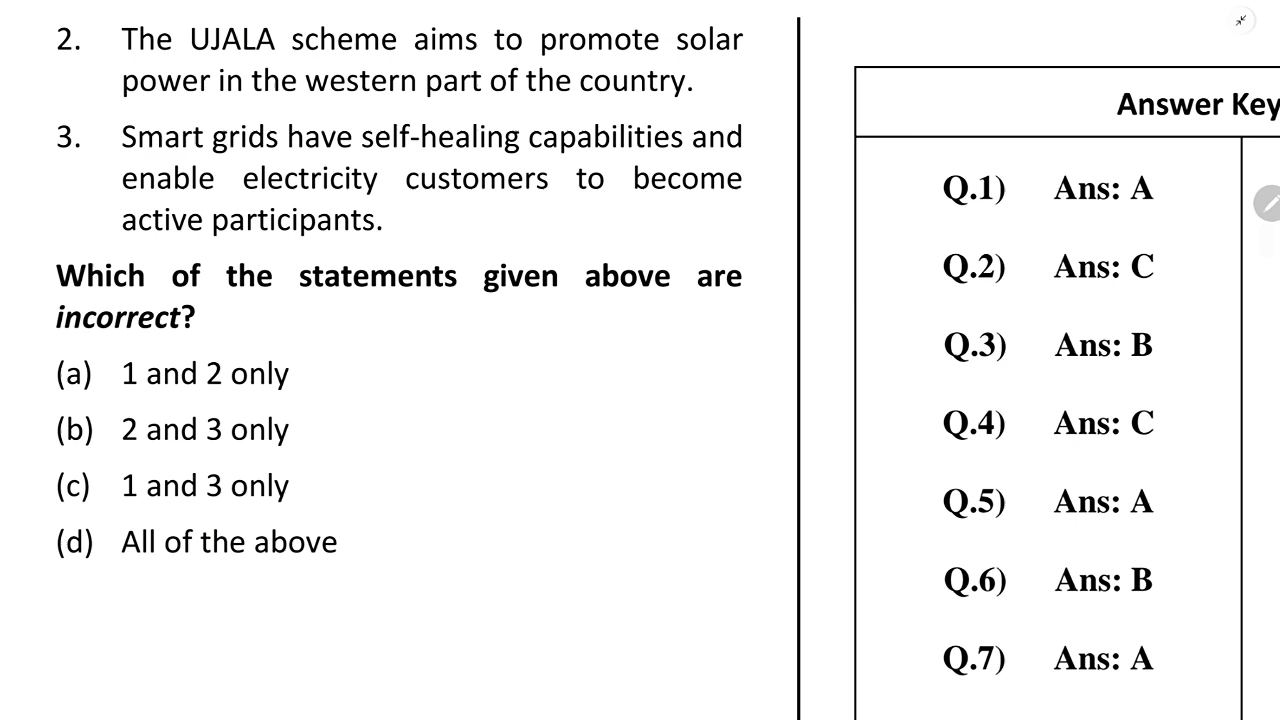 2. The UJALA scheme aims to promote solar
power in the western part of the country.
3. Smart grids have self-healing capabilities and
enable electricity customers to become
active participants.
Which of the statements given above are
incorrect?
(a) 1 and 2 only
(b) 2 and 3 only
(c) 1 and 3 only
(d) All of the above
Answer Key
Q.1) Ans: A
Q.2) Ans: C
Q.3) Ans: B
Q.4) Ans: C
Q.5) Ans: A
Q.6) Ans: B
Q.7) Ans: A